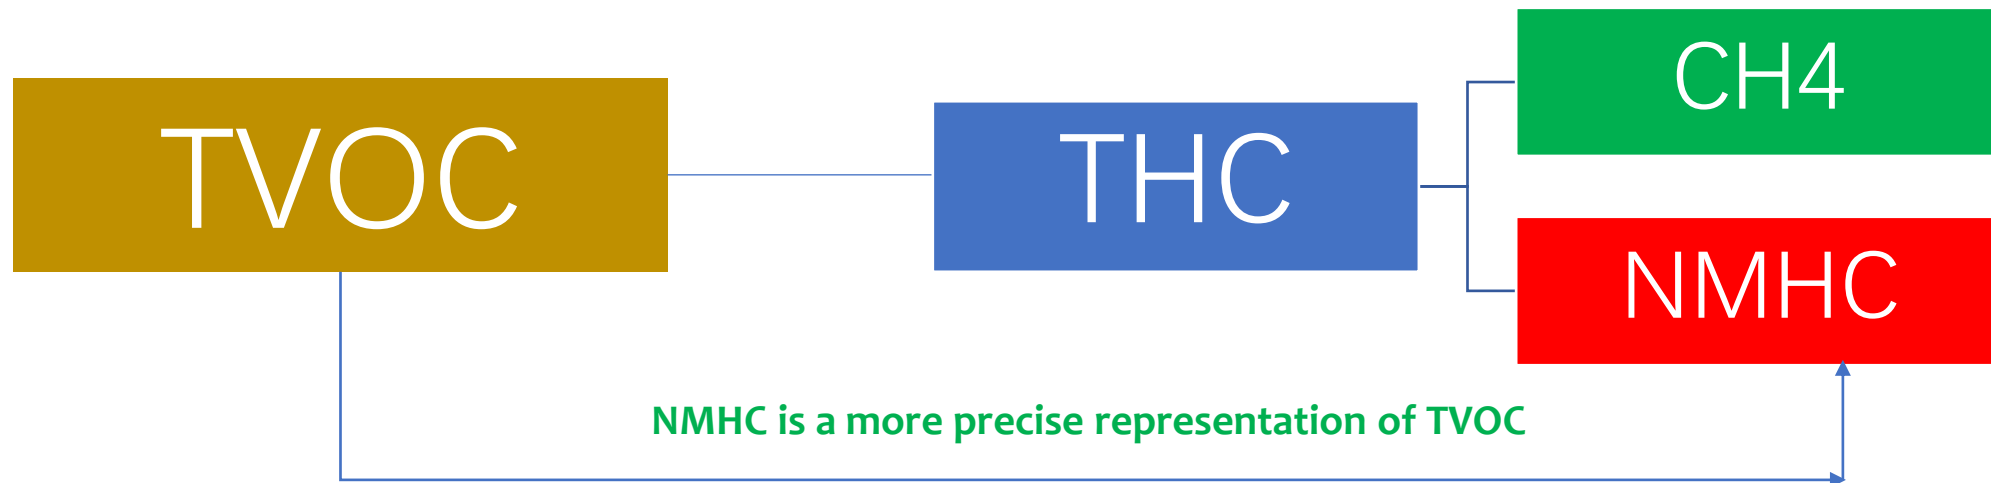 TVOC
THC
CH4
NMHC
NMHC is a more precise representation of TVOC